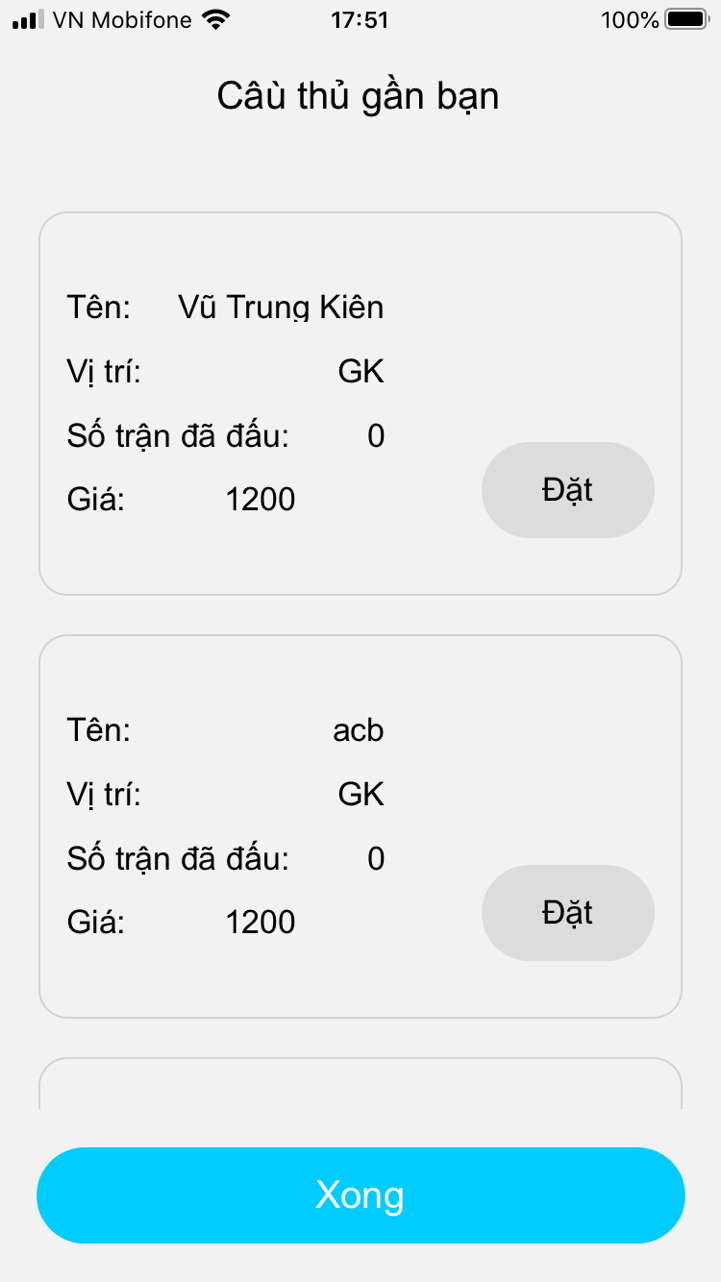 VN Mobifone 17:51 100%
Câù thủ gần bạn
Tên: Vũ Trung Kiên
Vị trí: GK
Số trận đã đấu: 0
Giá: 1200
Đặt
Tên: acb
Vị trí: GK
Số trận đã đấu: 0
Giá: 1200
Đặt
Xong